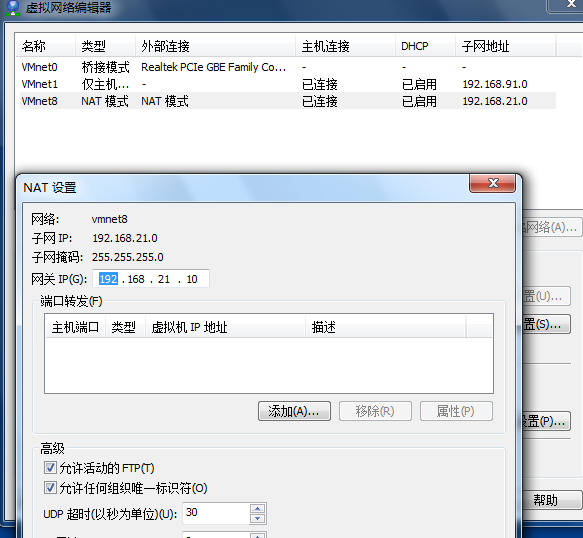 虚拟网络编辑器
名称 类型 外部连接 主机连接 DHCP 子网地址
VMnet0 桥接模式 Realtek PCIe GBE Family Co... - - -
VMnet1 仅主机... - 已连接 已启用 192.168.91.0
VMnet8 NAT 模式 NAT 模式 已连接 已启用 192.168.21.0
NAT 设置
网络: vmnet8
子网 IP: 192.168.21.0
网络(A)...
子网掩码: 255.255.255.0
网关 IP(G): 192 . 168 . 21 . 10
置(U)...
端口转发(F)
主机端口 类型 虚拟机 IP 地址 描述
置(S)...
添加(A)... 移除(R) 属性(P)
设置(P)...
高级
允许活动的 FTP(T)
允许任何组织唯一标识符(O)
帮助
UDP 超时(以秒为单位)(U): 30